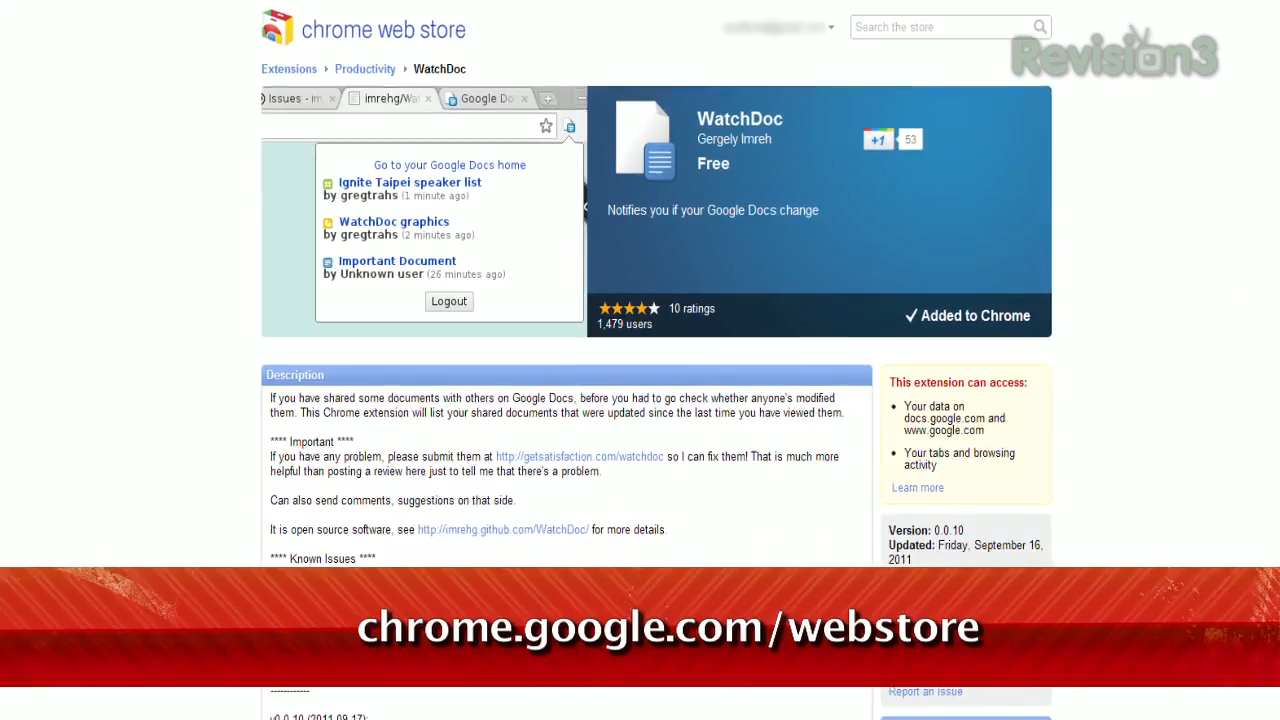 chrome web store
Search the store
Revision3
Extensions Productivity WatchDoc
Issues - im
imrehg/Wa
Google Do
Go to your Google Docs home
Ignite Taipei speaker list
by gregtrahs (1 minute ago)
WatchDoc graphics
by gregtrahs (2 minutes ago)
Important Document
by Unknown user (26 minutes ago)
Logout
WatchDoc
Gergely Imreh
Free
+1 53
Notifies you if your Google Docs change
10 ratings
1,479 users
Added to Chrome
Description
If you have shared some documents with others on Google Docs, before you had to go check whether anyone's modified
them. This Chrome extension will list your shared documents that were updated since the last time you have viewed them.
**** Important ****
If you have any problem, please submit them at http://getsatisfaction.com/watchdoc so I can fix them! That is much more
helpful than posting a review here just to tell me that there's a problem.
Can also send comments, suggestions on that side.
It is open source software, see http://imrehg.github.com/WatchDoc/ for more details.
**** Known Issues ****
This extension can access:
Your data on
docs.google.com and
www.google.com
Your tabs and browsing
activity
Learn more
Version: 0.0.10
Updated: Friday, September 16,
2011
chrome.google.com/webstore
------------
Report an Issue
v0.0.10 (2011.09.17):